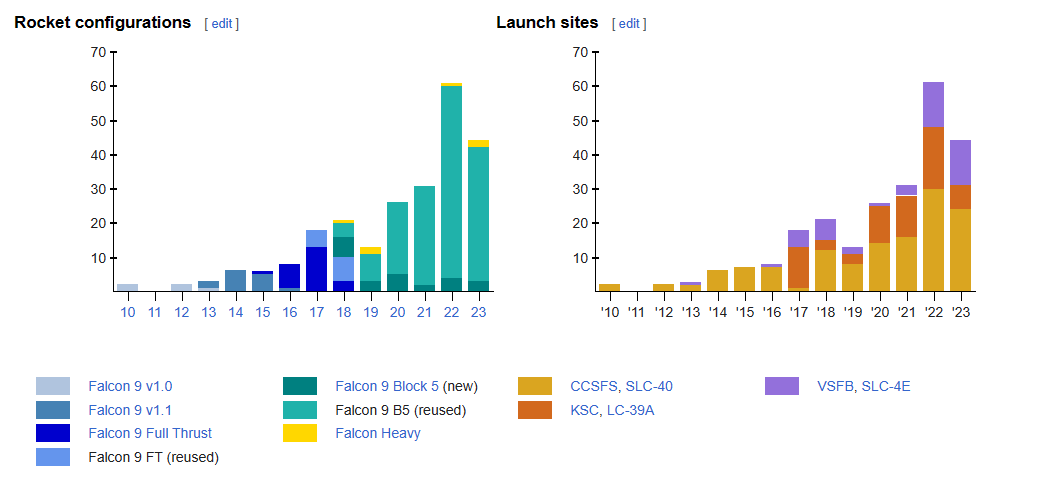 Rocket configurations [ edit ]
70
60
50
40
30
20
10
10 11 12 13 14 15 16 17 18 19 20 21 22 23
Falcon 9 v1.0
Falcon 9 v1.1
Falcon 9 Full Thrust
Falcon 9 FT (reused)
Falcon 9 Block 5 (new)
Falcon 9 B5 (reused)
Falcon Heavy
Launch sites [ edit ]
70
60
50
40
30
20
10
'10 '11 '12 '13 '14 '15 '16 '17 '18 '19 '20 '21 '22 '23
CCSFS, SLC-40
KSC, LC-39A
VSFB, SLC-4E